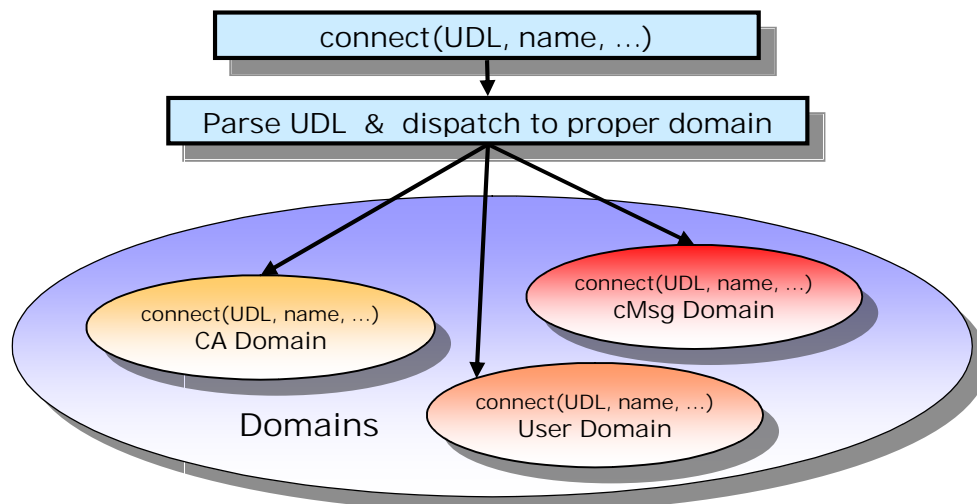 connect(UDL, name, …)
Parse UDL & dispatch to proper domain
connect(UDL, name, …)
CA Domain
connect(UDL, name, …)
cMsg Domain
connect(UDL, name, …)
User Domain
Domains